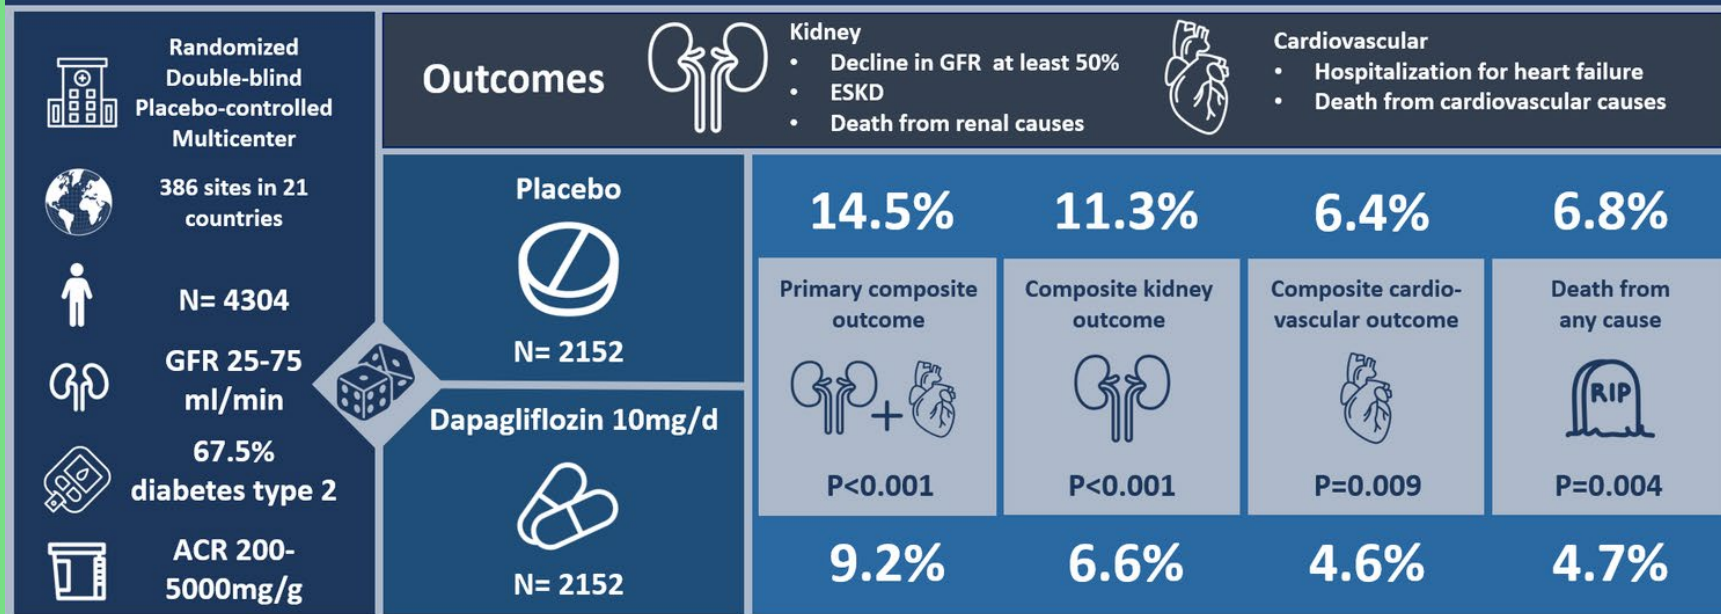 Randomized
Double-blind
Placebo-controlled
Multicenter
386 sites in 21
countries
N= 4304
GFR 25-75
ml/min
67.5%
diabetes type 2
ACR 200-
5000mg/g
Outcomes
Kidney
• Decline in GFR at least 50%
• ESKD
• Death from renal causes
Cardiovascular
• Hospitalization for heart failure
• Death from cardiovascular causes
Placebo
N= 2152
Dapagliflozin 10mg/d
N= 2152
14.5%
11.3%
6.4%
6.8%
Primary composite
outcome
P<0.001
Composite kidney
outcome
P<0.001
Composite cardio-
vascular outcome
P=0.009
Death from
any cause
RIP
P=0.004
9.2%
6.6%
4.6%
4.7%